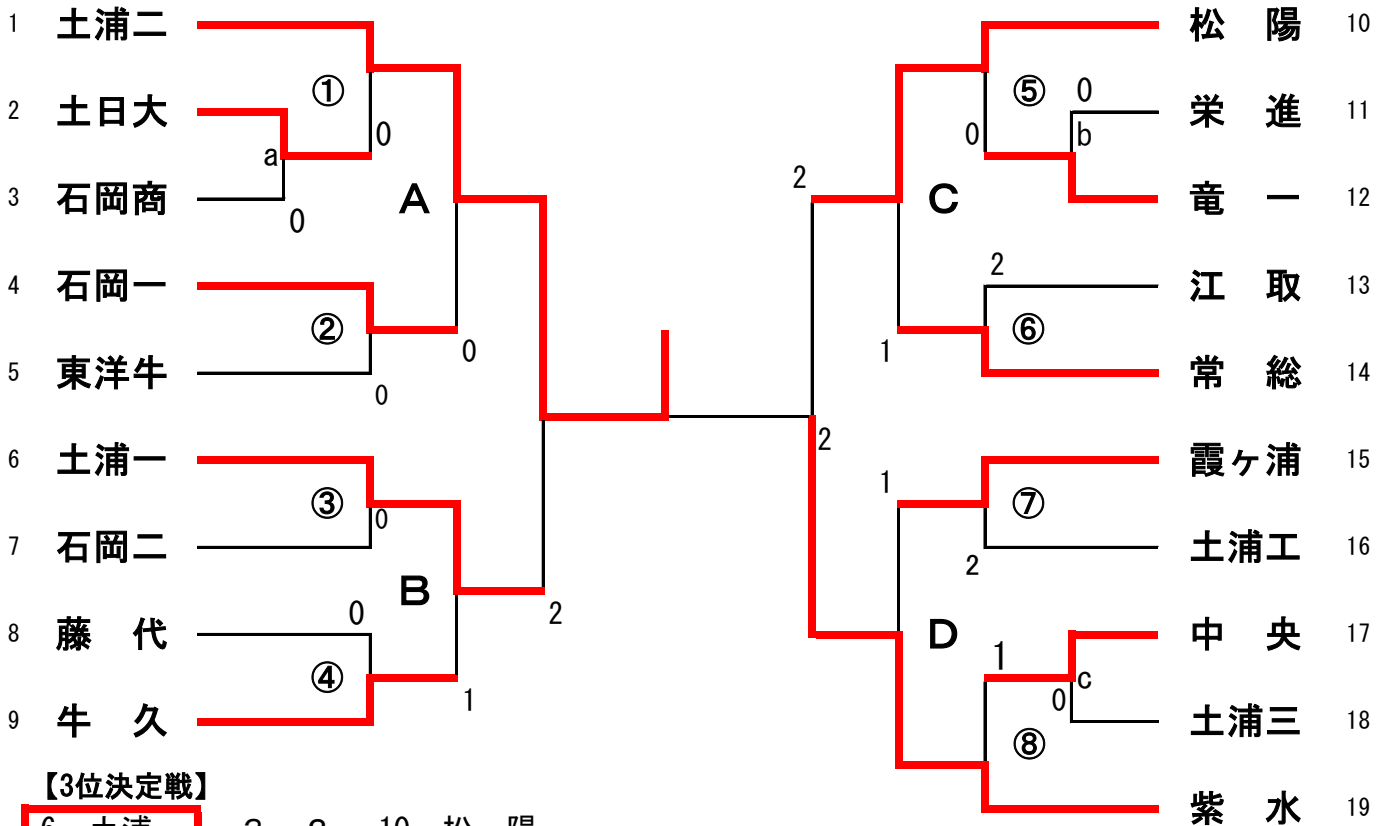 1 土浦二
2 土日大
3 石岡商
4 石岡一
5 東洋牛
6 土浦一
7 石岡二
8 藤 代
9 牛 久
① 0
a 0
A
② 0
0
③ 0
B
0
④ 1
2
2
2
C
⑤ 0
0 b
2
1 ⑥
1 ⑦
2
D
1
0 c
⑧
松 陽 10
栄 進 11
竜 一 12
江 取 13
常 総 14
霞ヶ浦 15
土浦工 16
中 央 17
土浦三 18
紫 水 19
【3位決定戦】
10 松 陽